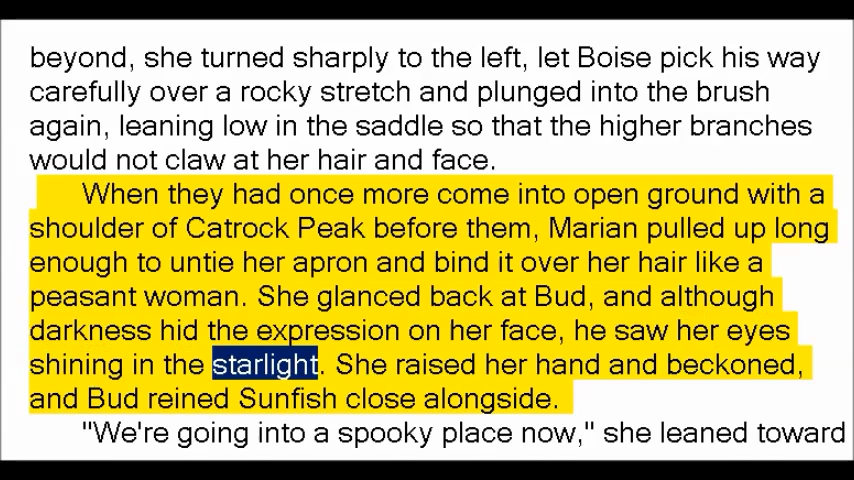 beyond, she turned sharply to the left, let Boise pick his way
carefully over a rocky stretch and plunged into the brush
again, leaning low in the saddle so that the higher branches
would not claw at her hair and face.
When they had once more come into open ground with a
shoulder of Catrock Peak before them, Marian pulled up long
enough to untie her apron and bind it over her hair like a
peasant woman. She glanced back at Bud, and although
darkness hid the expression on her face, he saw her eyes
shining in the starlight. She raised her hand and beckoned,
and Bud reined Sunfish close alongside.
"We're going into a spooky place now," she leaned toward